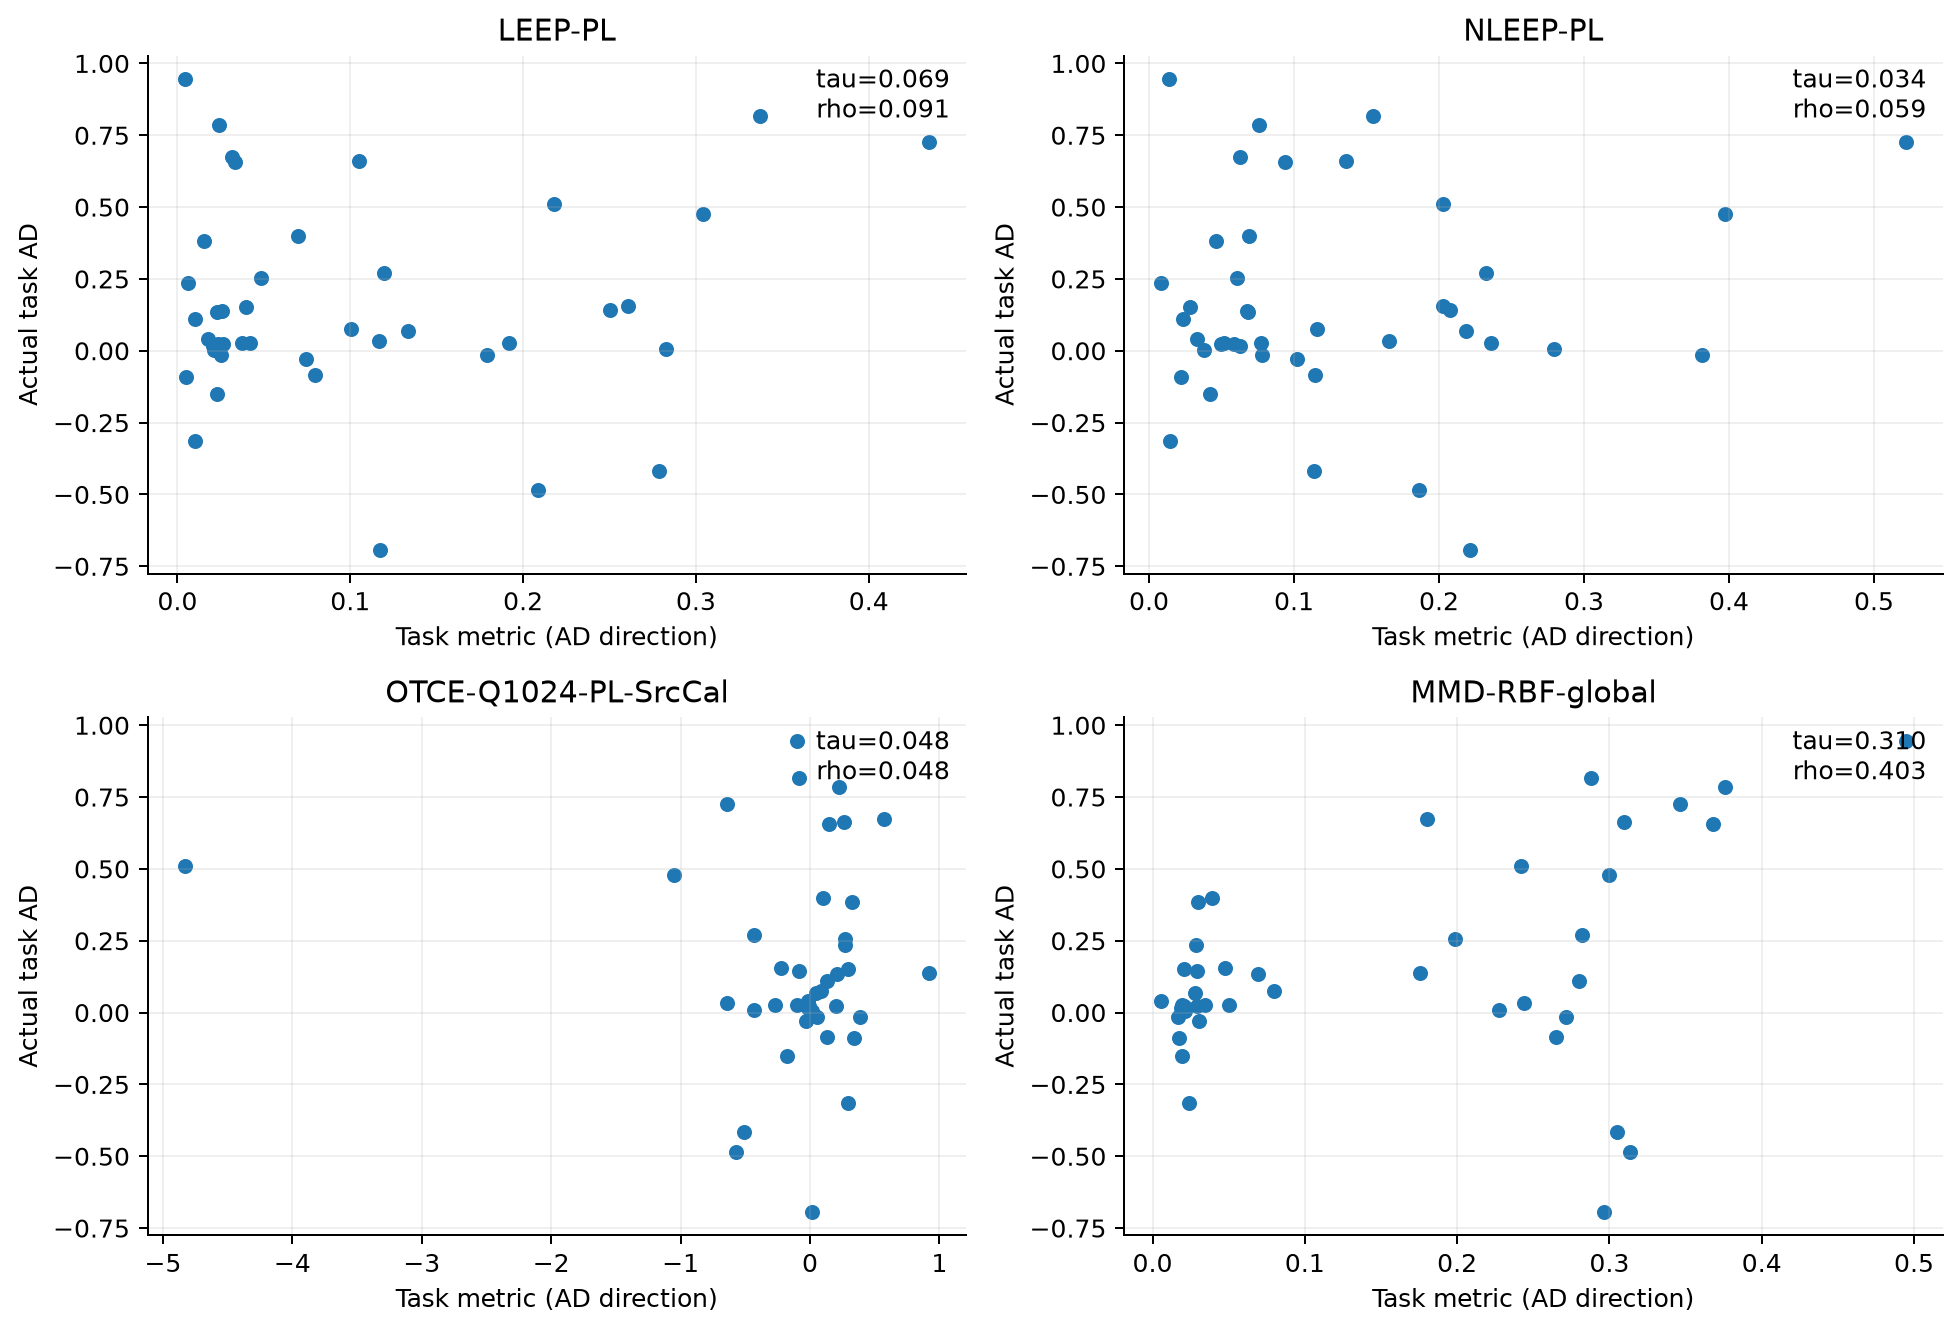 LEEP-PL
tau=0.069
rho=0.091
1.00
0.75
0.50
0.25
0.00
−0.25
−0.50
−0.75
Actual task AD
0.0 0.1 0.2 0.3 0.4
Task metric (AD direction)
NLEEP-PL
tau=0.034
rho=0.059
1.00
0.75
0.50
0.25
0.00
−0.25
−0.50
−0.75
Actual task AD
0.0 0.1 0.2 0.3 0.4 0.5
Task metric (AD direction)
OTCE-Q1024-PL-SrcCal
tau=0.048
rho=0.048
1.00
0.75
0.50
0.25
0.00
−0.25
−0.50
−0.75
Actual task AD
−5 −4 −3 −2 −1 0 1
Task metric (AD direction)
MMD-RBF-global
tau=0.310
rho=0.403
1.00
0.75
0.50
0.25
0.00
−0.25
−0.50
−0.75
Actual task AD
0.0 0.1 0.2 0.3 0.4 0.5
Task metric (AD direction)